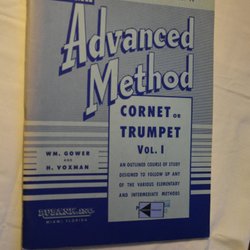 Advanced
Method
CORNET OR
TRUMPET
VOL. I
WM. GOWER
AND
H. VOXMAN
AN OUTLINED COURSE OF STUDY
DESIGNED TO FOLLOW UP ANY
OF THE VARIOUS ELEMENTARY
AND INTERMEDIATE METHODS
RUBANK, INC.
MIAMI, FLORIDA